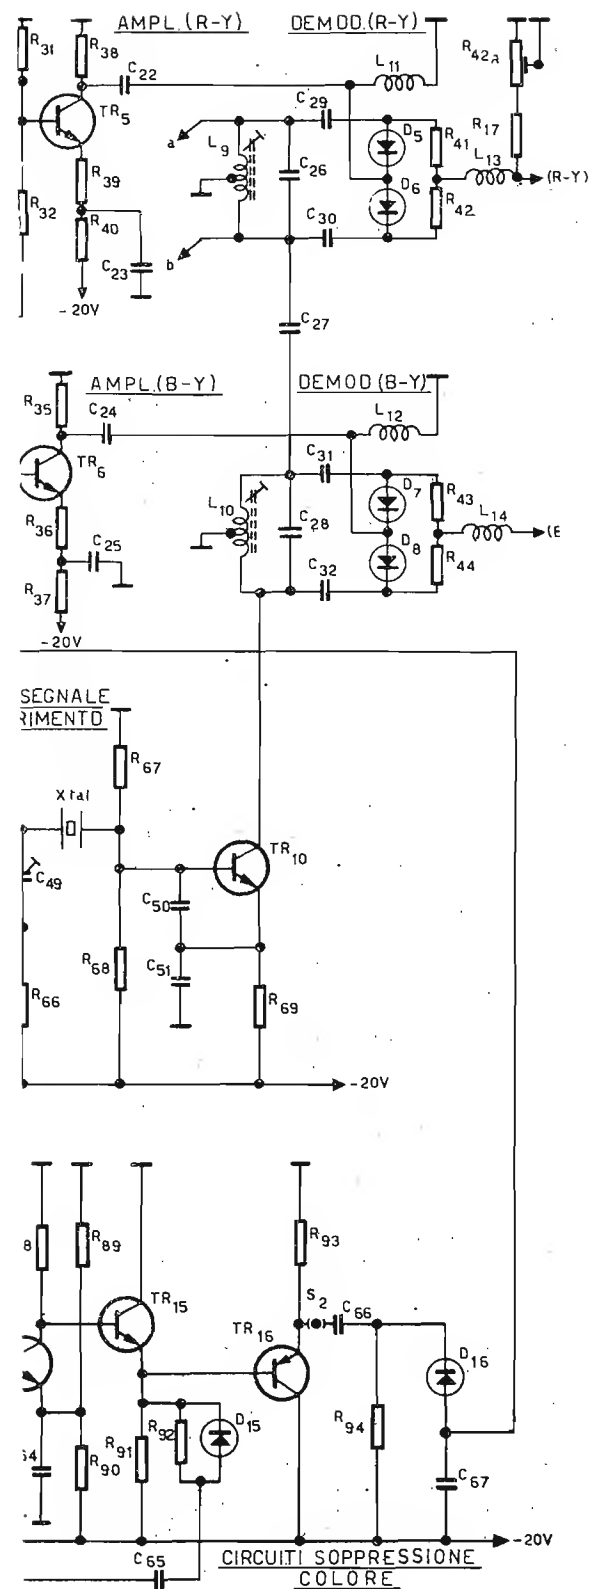 AMPL.(R-Y) DEMOD.(R-Y)
R31 R38 C22 L11 R42a
TR5 C29 D5 R41 R17
a L9 C26 L13 (R-Y)
R39 D6
R32 R40 C30 R42
C23 b
-20V
C27
AMPL.(B-Y) DEMOD.(B-Y)
R35 C24 L12
TR6 C31 D7 R43
L10 C28 L14
R36 C25 D8 (B
C32 R44
R37
-20V
SEGNALE
RIMENTO
R67
Xtal
TR10
C49 C50
R68 C51
R66 R69
-20V
8 R89 R93
TR15 S2 C66
TR16 D16
D15
R92 R94
64 R91
R90 C67
-20V
C65 CIRCUITI SOPPRESSIONE
COLORE